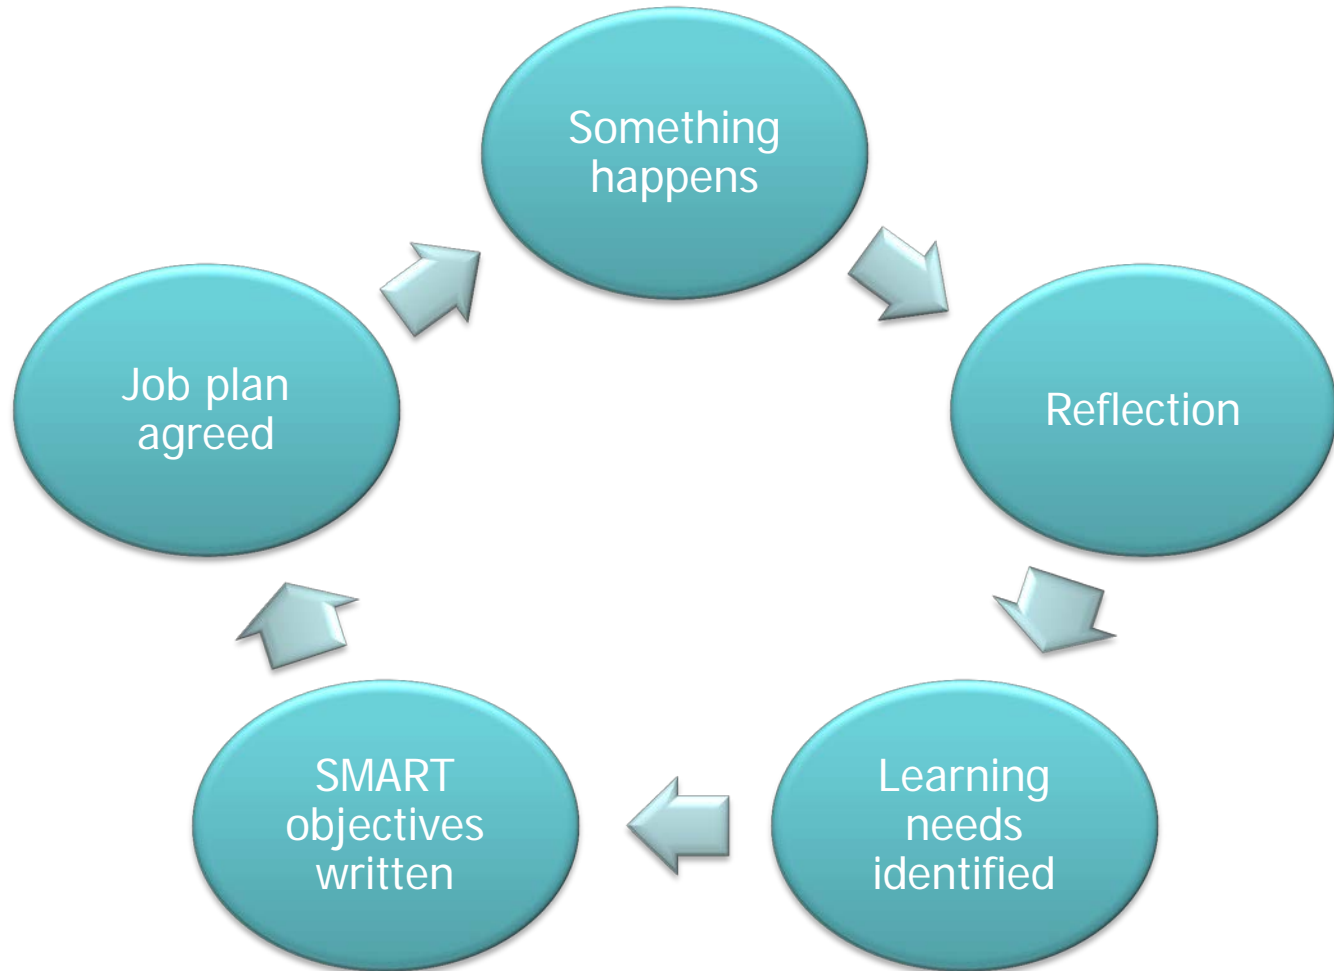 Something
happens
Reflection
Learning
needs
identified
SMART
objectives
written
Job plan
agreed